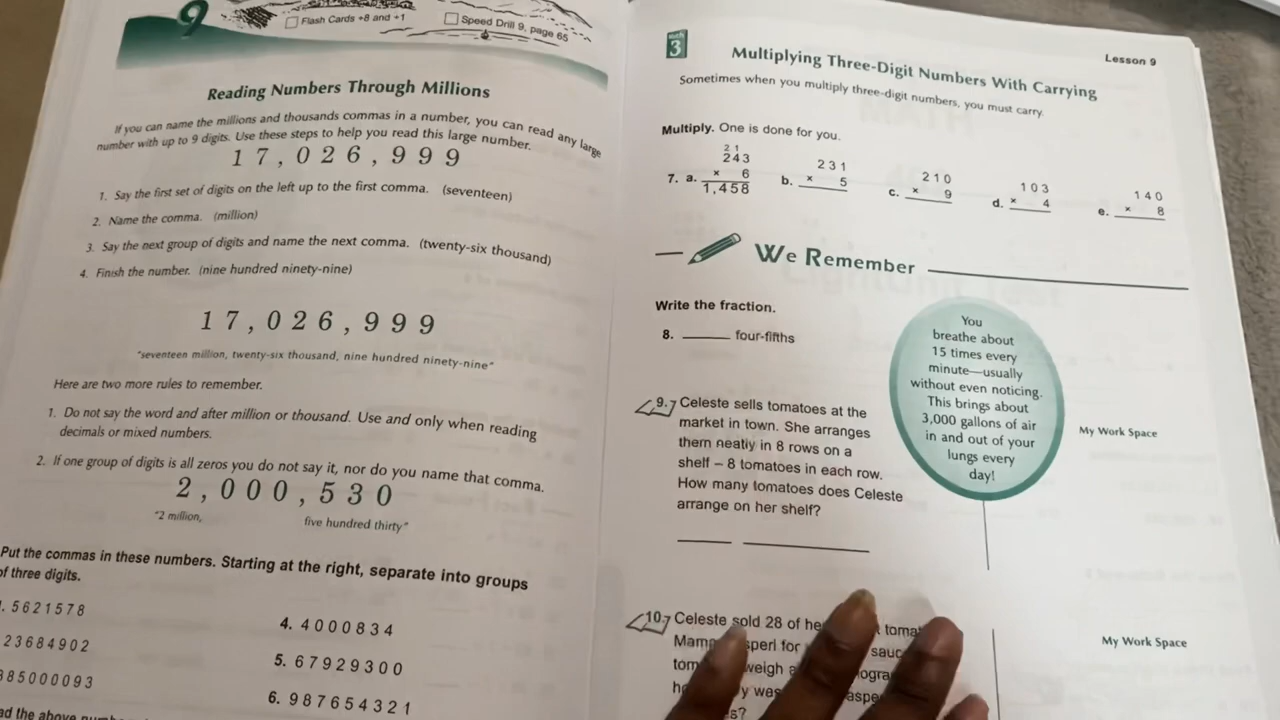 9
Flash Cards ÷8 and ÷1
Speed Drill 9, page 65
Reading Numbers Through Millions
If you can name the millions and thousands commas in a number, you can read any large
number with up to 9 digits. Use these steps to help you read this large number.
17,026,999
1. Say the first set of digits on the left up to the first comma. (seventeen)
2. Name the comma. (million)
3. Say the next group of digits and name the next comma. (twenty-six thousand)
4. Finish the number. (nine hundred ninety-nine)
17,026,999
"seventeen million, twenty-six thousand, nine hundred ninety-nine"
Here are two more rules to remember.
1. Do not say the word and after million or thousand. Use and only when reading
decimals or mixed numbers.
2. If one group of digits is all zeros you do not say it, nor do you name that comma.
2,000,530
"2 million, five hundred thirty"
Put the commas in these numbers. Starting at the right, separate into groups
of three digits.
. 5621578
23684902
385000093
4. 4000834
5. 67929300
6. 987654321
the above
Math 3
Lesson 9
Multiplying Three-Digit Numbers With Carrying
Sometimes when you multiply three-digit numbers, you must carry.
Multiply. One is done for you.
7. a.
2 1
243
× 6
1,458
b.
231
× 5
c.
210
× 9
d.
103
× 4
e.
140
× 8
We Remember
Write the fraction.
8. ______ four-fifths
9. Celeste sells tomatoes at the
market in town. She arranges
them neatly in 8 rows on a
shelf – 8 tomatoes in each row.
How many tomatoes does Celeste
arrange on her shelf?
You
breathe about
15 times every
minute—usually
without even noticing.
This brings about
3,000 gallons of air
in and out of your
lungs every
day!
My Work Space
10. Celeste sold 28 of
My Work Space